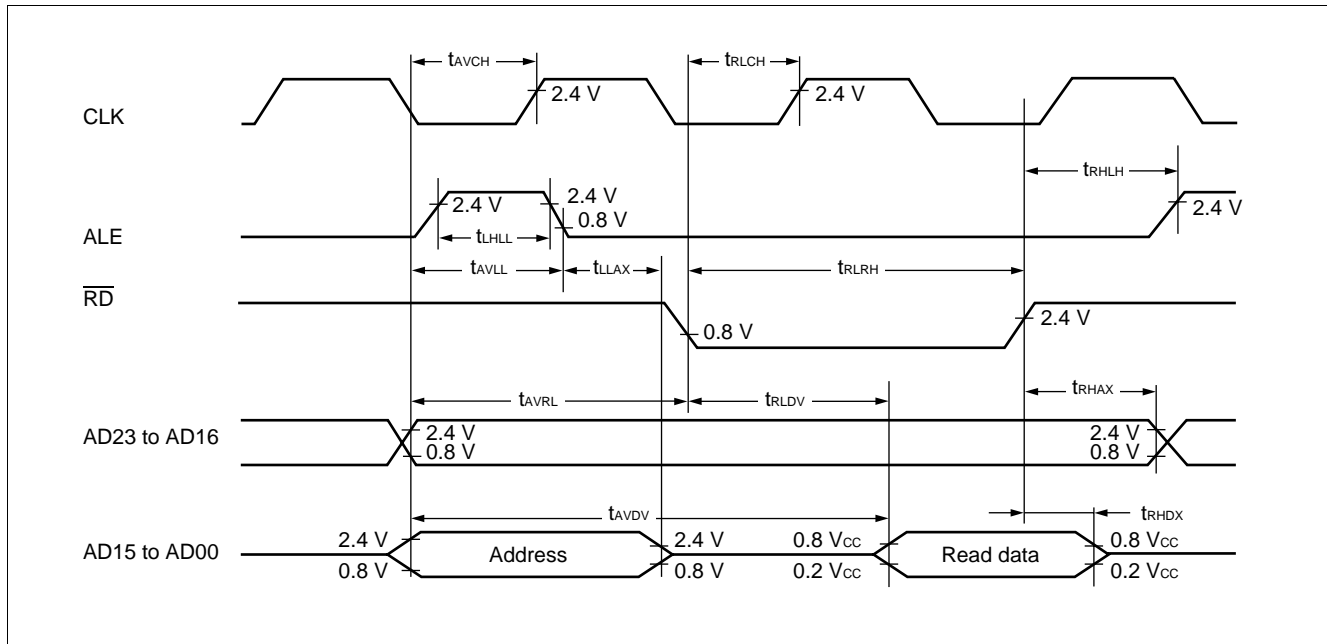 tAVCH
tRLCH
2.4 V
2.4 V
CLK
tRHLH
2.4 V
2.4 V
0.8 V
2.4 V
ALE
tLHLL
tAVLL
tLLAX
tRLRH
RD
0.8 V
2.4 V
tAVRL
tRLDV
tRHAX
AD23 to AD16
2.4 V
0.8 V
2.4 V
0.8 V
tAVDV
tRHDX
AD15 to AD00
2.4 V
0.8 V
Address
2.4 V
0.8 V
0.8 VCC
0.2 VCC
Read data
0.8 VCC
0.2 VCC